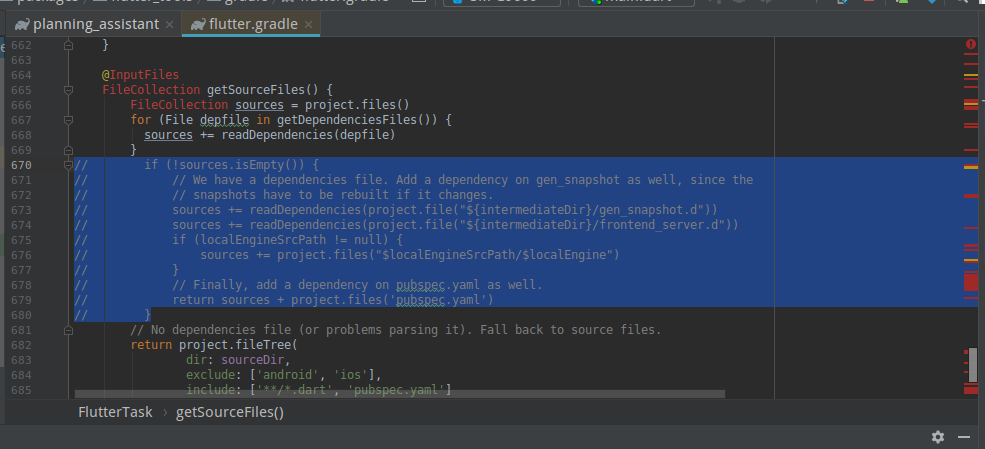 planning_assistant × flutter.gradle ×
662 }
663
664 @InputFiles
665 FileCollection getSourceFiles() {
666 FileCollection sources = project.files()
667 for (File depfile in getDependenciesFiles()) {
668 sources += readDependencies(depfile)
669 }
670 // if (!sources.isEmpty()) {
671 // // We have a dependencies file. Add a dependency on gen_snapshot as well, since the
672 // // snapshots have to be rebuilt if it changes.
673 // sources += readDependencies(project.file("${intermediateDir}/gen_snapshot.d"))
674 // sources += readDependencies(project.file("${intermediateDir}/frontend_server.d"))
675 // if (localEngineSrcPath != null) {
676 // sources += project.files("$localEngineSrcPath/$localEngine")
677 // }
678 // // Finally, add a dependency on pubspec.yaml as well.
679 // return sources + project.files('pubspec.yaml')
680 // }
681 // No dependencies file (or problems parsing it). Fall back to source files.
682 return project.fileTree(
683 dir: sourceDir,
684 exclude: ['android', 'ios'],
685 include: ['**/*.dart', 'pubspec.yaml']
FlutterTask › getSourceFiles()